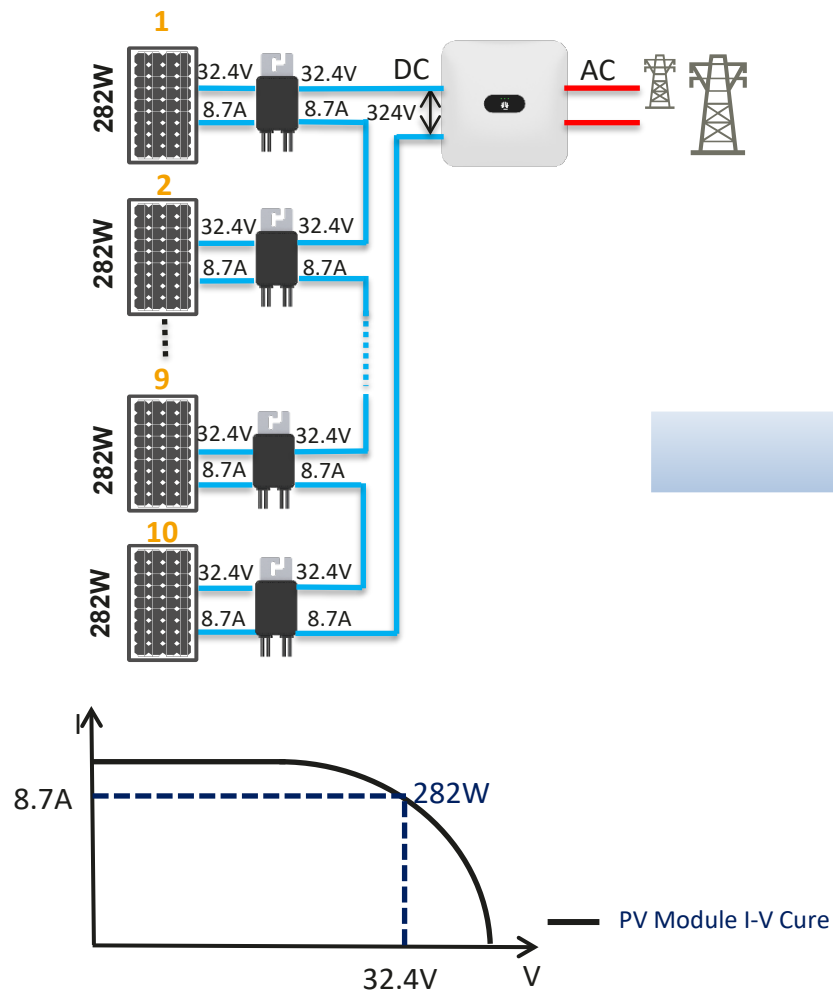 1
282W
32.4V
32.4V
8.7A
8.7A
DC
324V
AC
2
282W
32.4V
32.4V
8.7A
8.7A
9
282W
32.4V
32.4V
8.7A
8.7A
10
282W
32.4V
32.4V
8.7A
8.7A
I
8.7A
282W
PV Module I-V Cure
32.4V
V